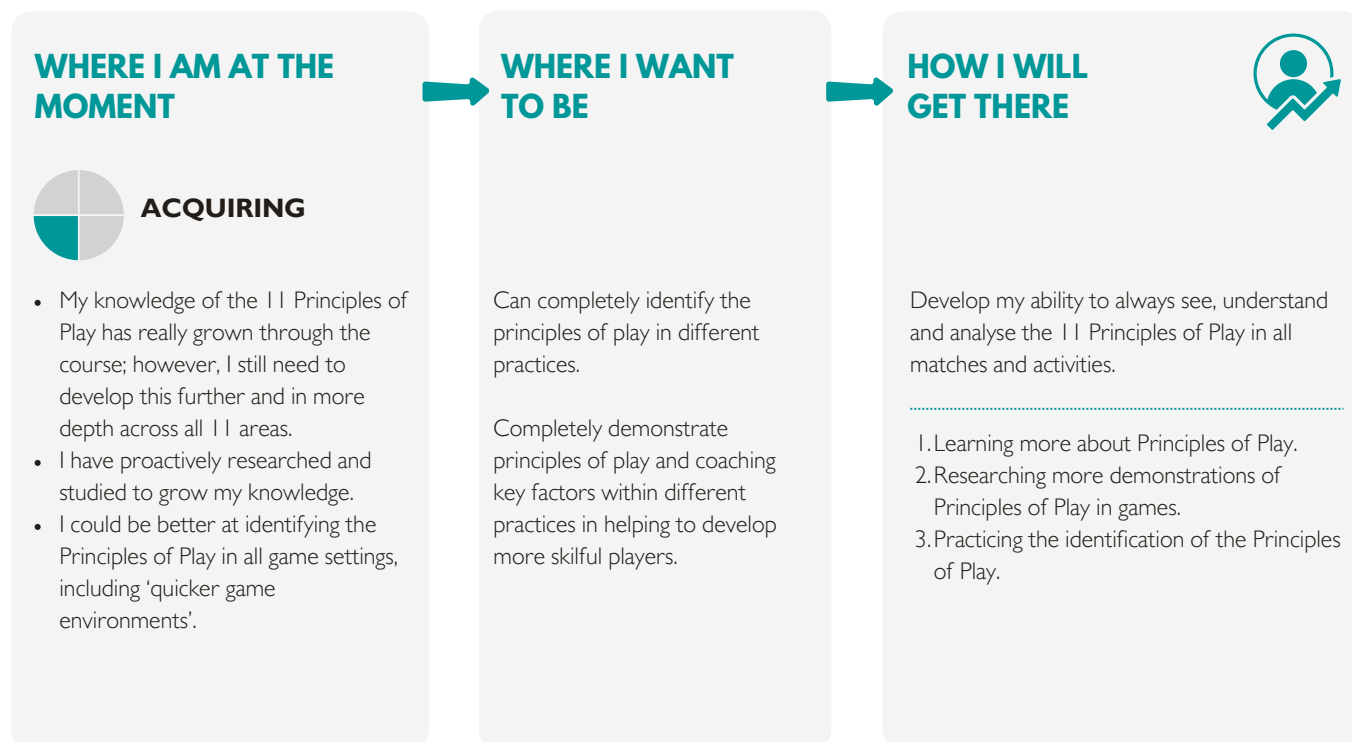 WHERE I AM AT THE
MOMENT
ACQUIRING
• My knowledge of the 11 Principles of
Play has really grown through the
course; however, I still need to
develop this further and in more
depth across all 11 areas.
• I have proactively researched and
studied to grow my knowledge.
• I could be better at identifying the
Principles of Play in all game settings,
including ‘quicker game
environments’.
WHERE I WANT
TO BE
Can completely identify the
principles of play in different
practices.
Completely demonstrate
principles of play and coaching
key factors within different
practices in helping to develop
more skilful players.
HOW I WILL
GET THERE
Develop my ability to always see, understand
and analyse the 11 Principles of Play in all
matches and activities.
1. Learning more about Principles of Play.
2. Researching more demonstrations of
Principles of Play in games.
3. Practicing the identification of the Principles
of Play.